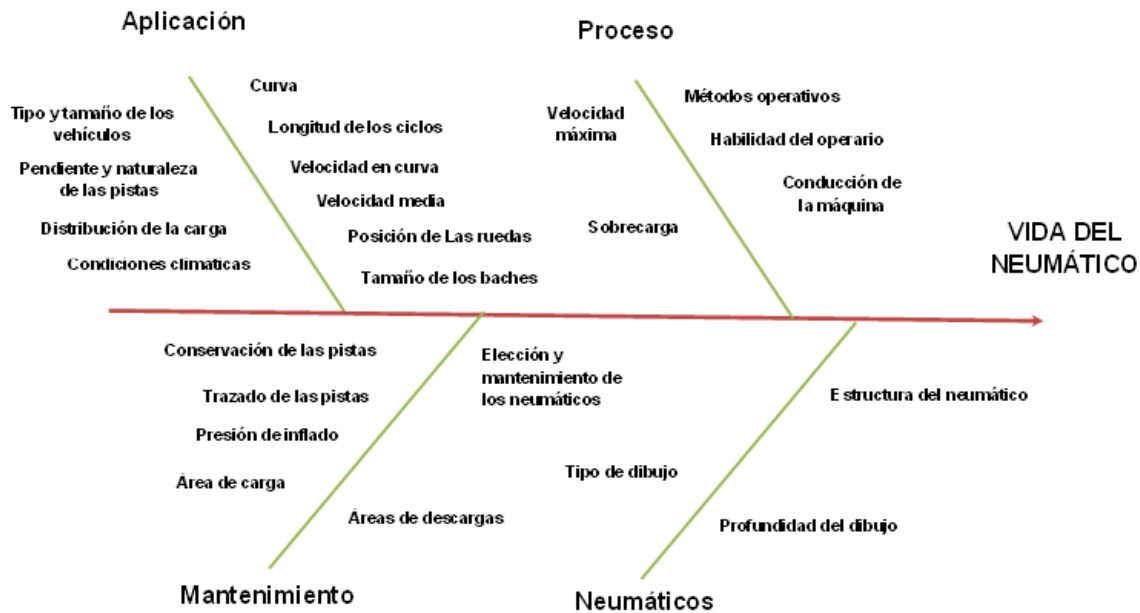 Aplicación
Proceso
Curva
Tipo y tamaño de los
vehículos
Longitud de los ciclos
Pendiente y naturaleza
de las pistas
Velocidad en curva
Velocidad media
Distribución de la carga
Posición de Las ruedas
Condiciones climáticas
Tamaño de los baches
Velocidad
máxima
Métodos operativos
Habilidad del operario
Conducción de
la máquina
Sobrecarga
VIDA DEL
NEUMÁTICO
Conservación de las pistas
Trazado de las pistas
Presión de inflado
Área de carga
Áreas de descargas
Elección y
mantenimiento de
los neumáticos
Estructura del neumático
Tipo de dibujo
Profundidad del dibujo
Mantenimiento
Neumáticos